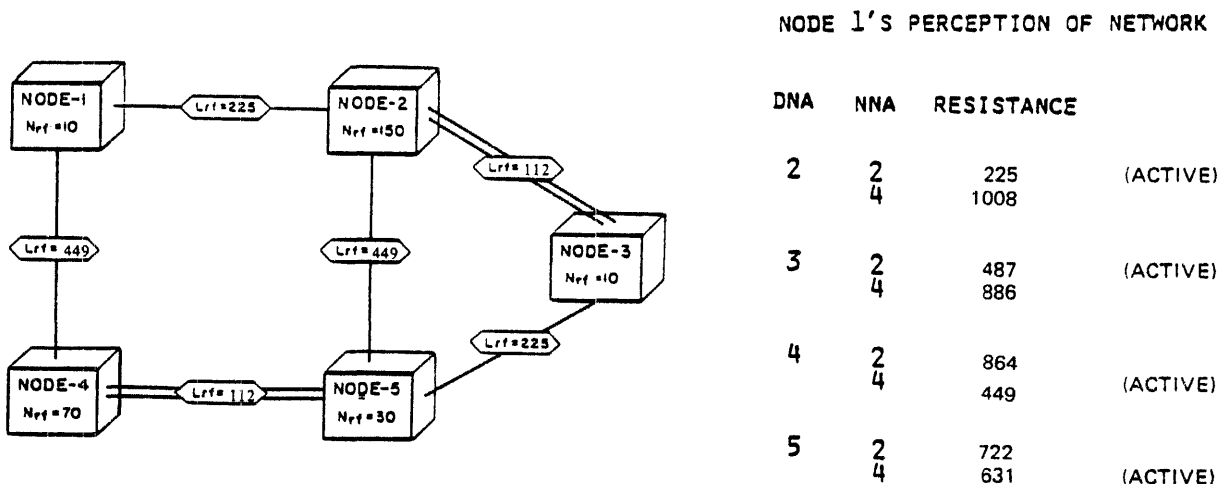 NODE 1'S PERCEPTION OF NETWORK
NODE-1
Nrf =10
Lrf=225
NODE-2
Nrf =150
Lrf= 112
NODE-3
Nrf =10
Lrf= 449
Lrf= 449
Lrf=225
NODE-4
Nrf =70
Lrf= 112
NODE-5
Nrf =30
DNA NNA RESISTANCE
2 2 225 (ACTIVE)
4 1008
3 2 487 (ACTIVE)
4 886
4 2 864
4 449 (ACTIVE)
5 2 722
4 631 (ACTIVE)